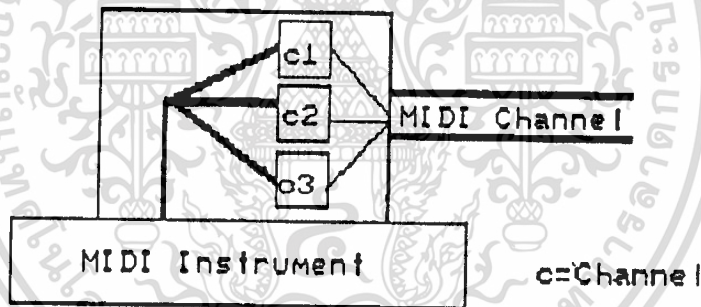 c1
c2
MIDI Channel
c3
MIDI Instrument
c=Channel